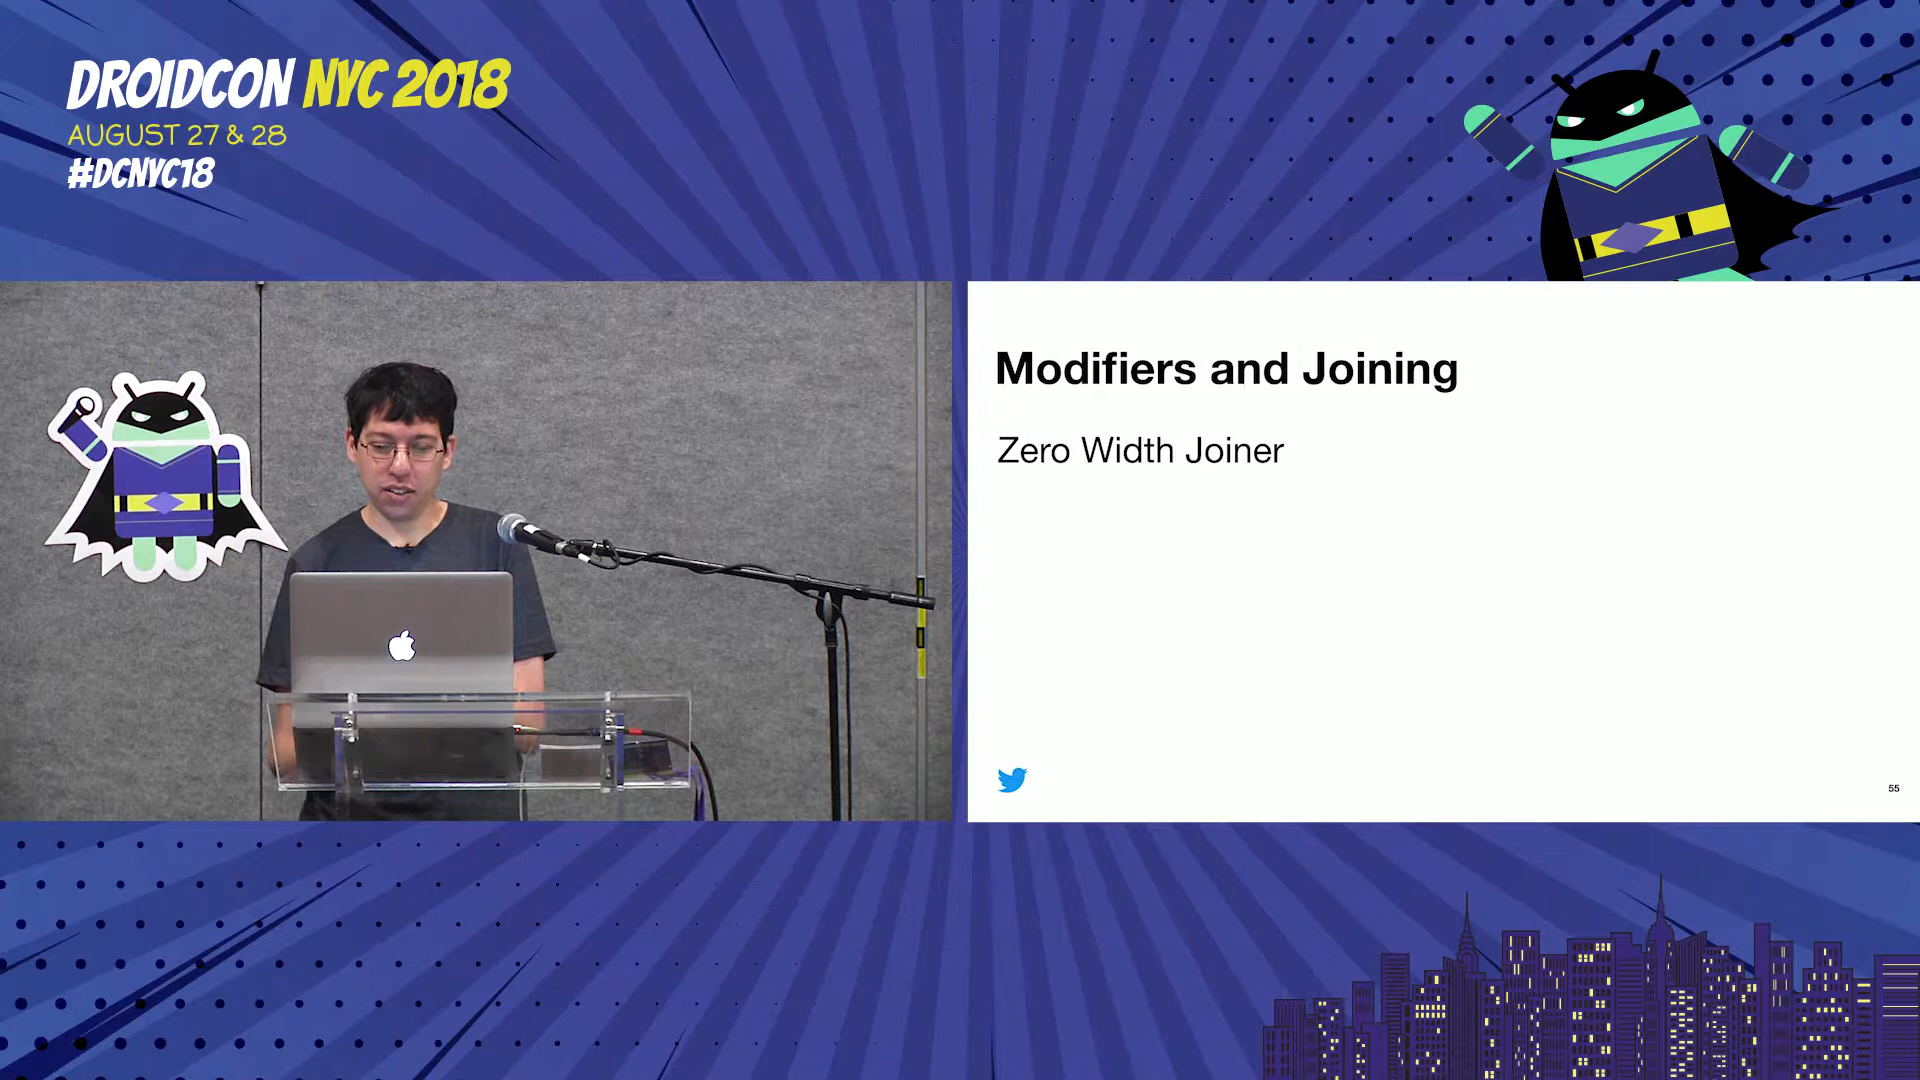 DROIDCON NYC 2018
AUGUST 27 & 28
#DCNYC18
Modifiers and Joining
Zero Width Joiner
55